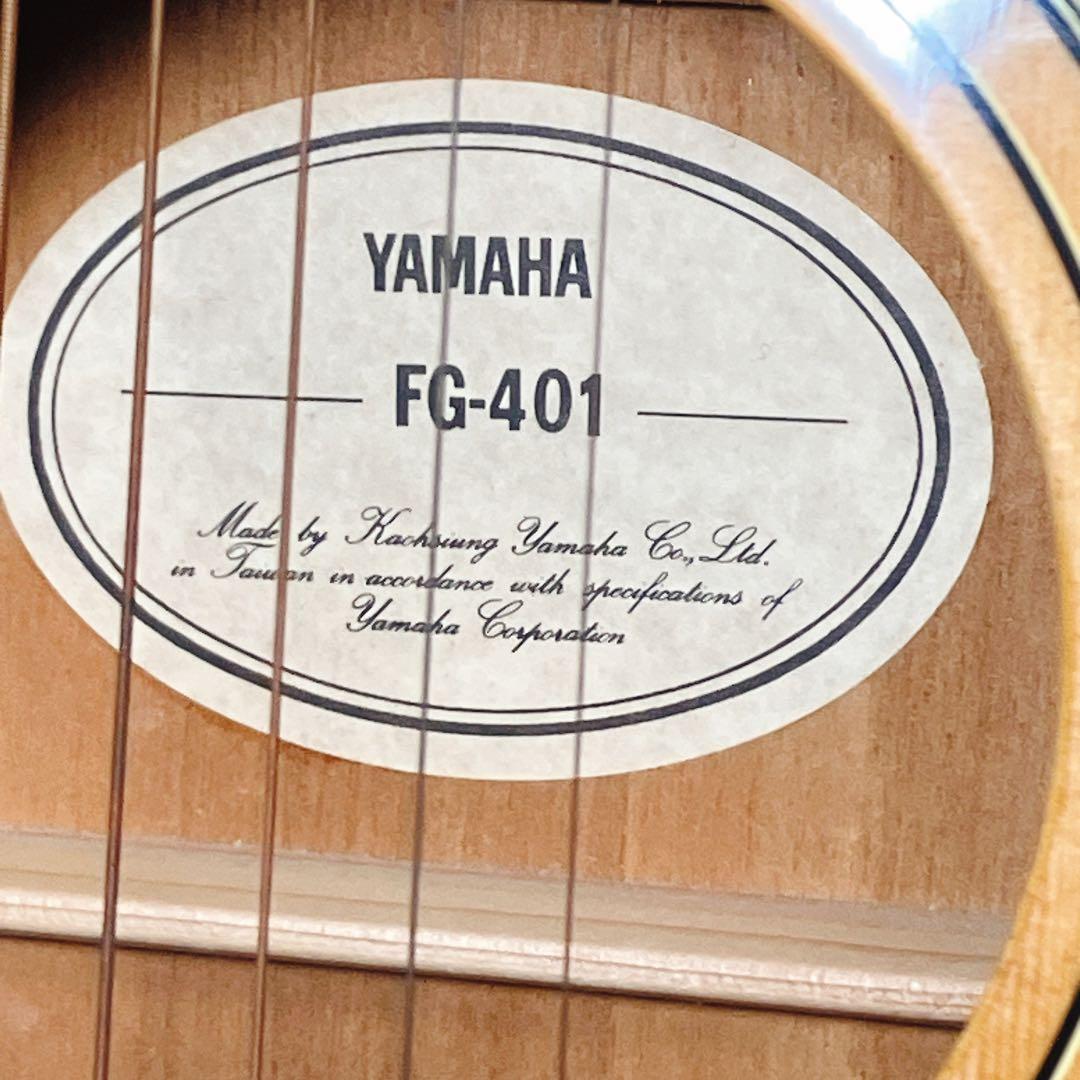 YAMAHA
FG-401
Made by Kaohsiung Yamaha Co., Ltd.
in Taiwan in accordance with specifications of
Yamaha Corporation